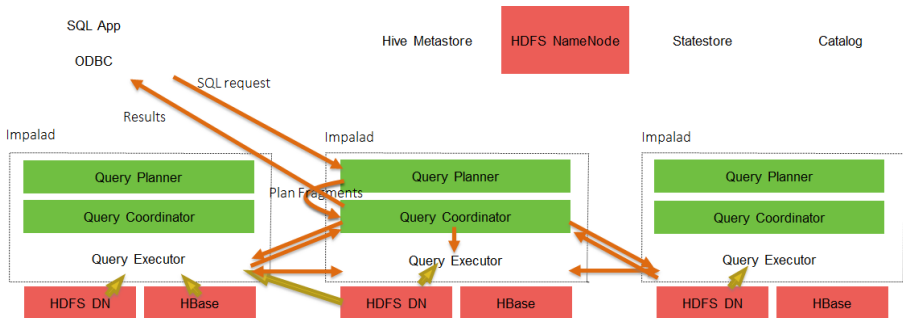 SQL App
ODBC
Hive Metastore
HDFS NameNode
Statestore
Catalog
SQL request
Results
Impalad
Impalad
Impalad
Query Planner
Query Planner
Query Planner
Plan Fragments
Query Coordinator
Query Coordinator
Query Coordinator
Query Executor
Query Executor
Query Executor
HDFS DN
HBase
HDFS DN
HBase
HDFS DN
HBase